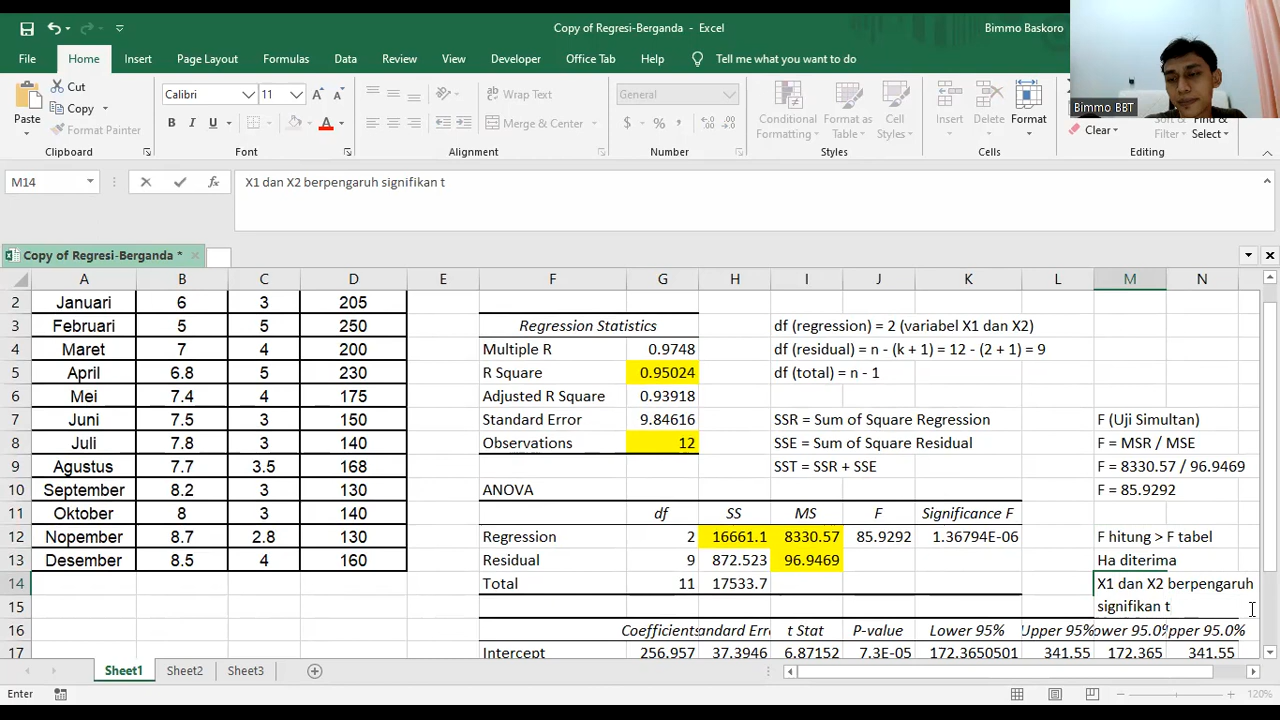 Copy of Regresi-Berganda - Excel
Bimmo Baskoro
File Home Insert Page Layout Formulas Data Review View Developer Office Tab Help Tell me what you want to do
Paste
Cut
Copy
Format Painter
Clipboard
Calibri 11
B I U
Font
Wrap Text
Merge & Center
Alignment
General
$ % ,
Number
Conditional Formatting
Format as Table
Cell Styles
Styles
Insert Delete Format
Cells
Clear
Sort & Filter
Find & Select
Editing
Bimmo BBT
M14
fx
X1 dan X2 berpengaruh signifikan t
Copy of Regresi-Berganda *
A B C D E F G H I J K L M N
2 Januari 6 3 205
3 Februari 5 5 250 Regression Statistics df (regression) = 2 (variabel X1 dan X2)
4 Maret 7 4 200 Multiple R 0.9748 df (residual) = n - (k + 1) = 12 - (2 + 1) = 9
5 April 6.8 5 230 R Square 0.95024 df (total) = n - 1
6 Mei 7.4 4 175 Adjusted R Square 0.93918
7 Juni 7.5 3 150 Standard Error 9.84616 SSR = Sum of Square Regression F (Uji Simultan)
8 Juli 7.8 3 140 Observations 12 SSE = Sum of Square Residual F = MSR / MSE
9 Agustus 7.7 3.5 168 SST = SSR + SSE F = 8330.57 / 96.9469
10 September 8.2 3 130 ANOVA F = 85.9292
11 Oktober 8 3 140 df SS MS F Significance F
12 Nopember 8.7 2.8 130 Regression 2 16661.1 8330.57 85.9292 1.36794E-06 F hitung > F tabel
13 Desember 8.5 4 160 Residual 9 872.523 96.9469 Ha diterima
14 Total 11 17533.7 X1 dan X2 berpengaruh
15 signifikan t
16 Coefficients andard Erro t Stat P-value Lower 95% Upper 95% ower 95.0% pper 95.0%
17 Intercept 256.957 37.3946 6.87152 7.3E-05 172.3650501 341.55 172.365 341.55
Sheet1 Sheet2 Sheet3
Enter
120%